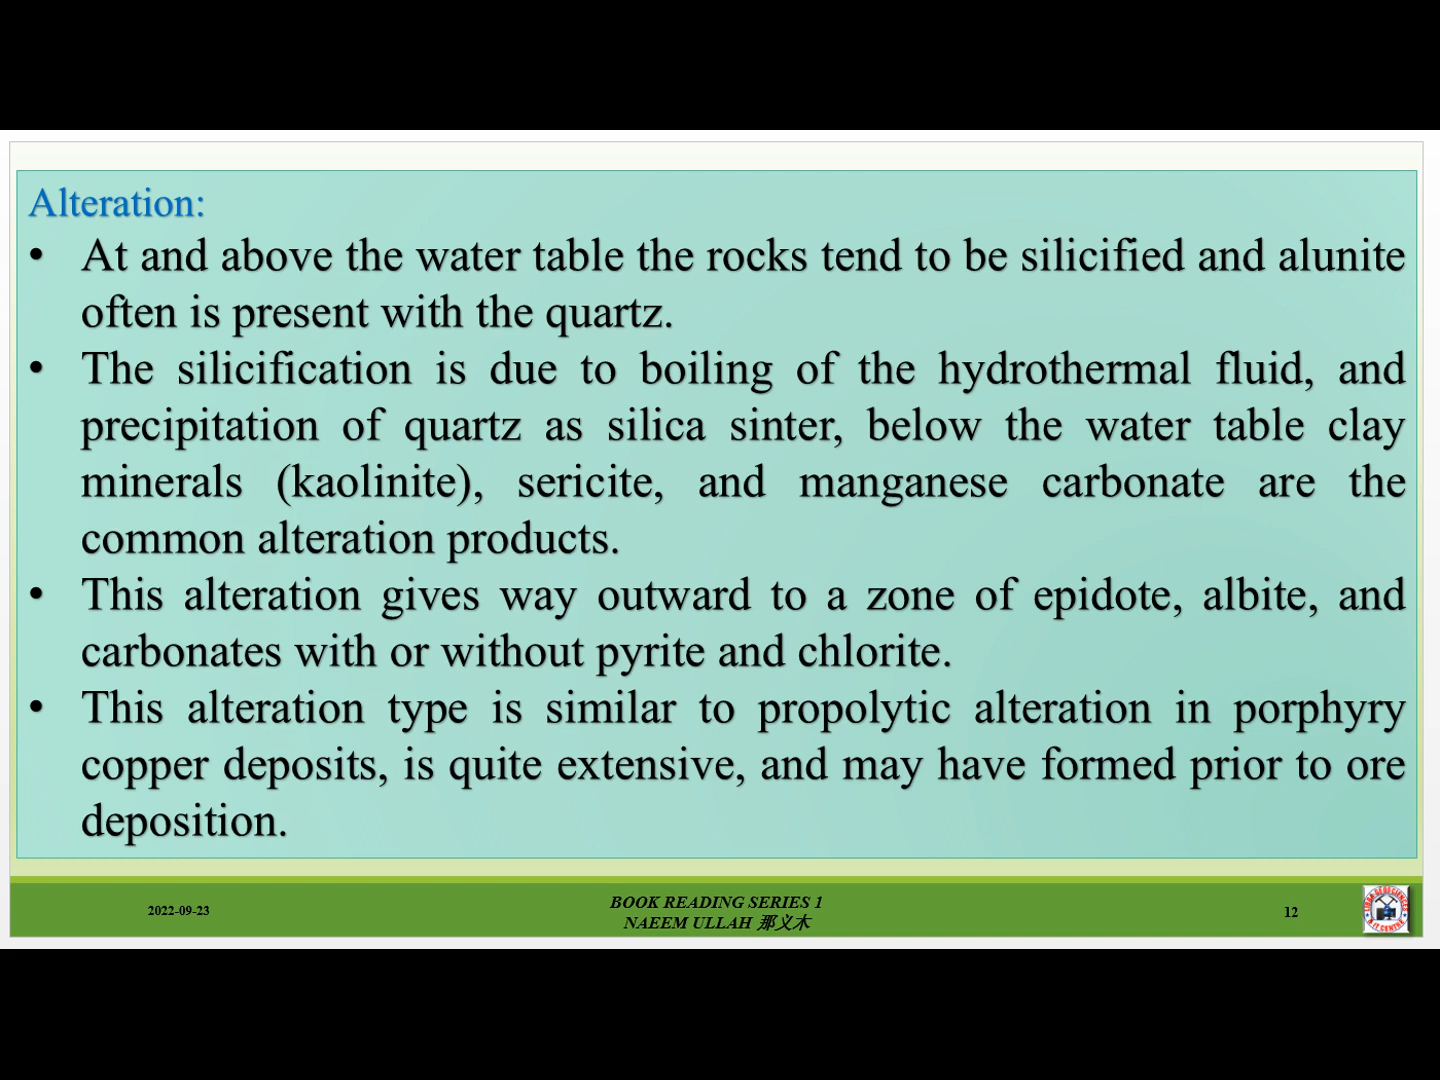 Alteration:
• At and above the water table the rocks tend to be silicified and alunite
often is present with the quartz.
• The silicification is due to boiling of the hydrothermal fluid, and
precipitation of quartz as silica sinter, below the water table clay
minerals (kaolinite), sericite, and manganese carbonate are the
common alteration products.
• This alteration gives way outward to a zone of epidote, albite, and
carbonates with or without pyrite and chlorite.
• This alteration type is similar to propolytic alteration in porphyry
copper deposits, is quite extensive, and may have formed prior to ore
deposition.
2022-09-23
BOOK READING SERIES 1
NAEEM ULLAH 那义木
12